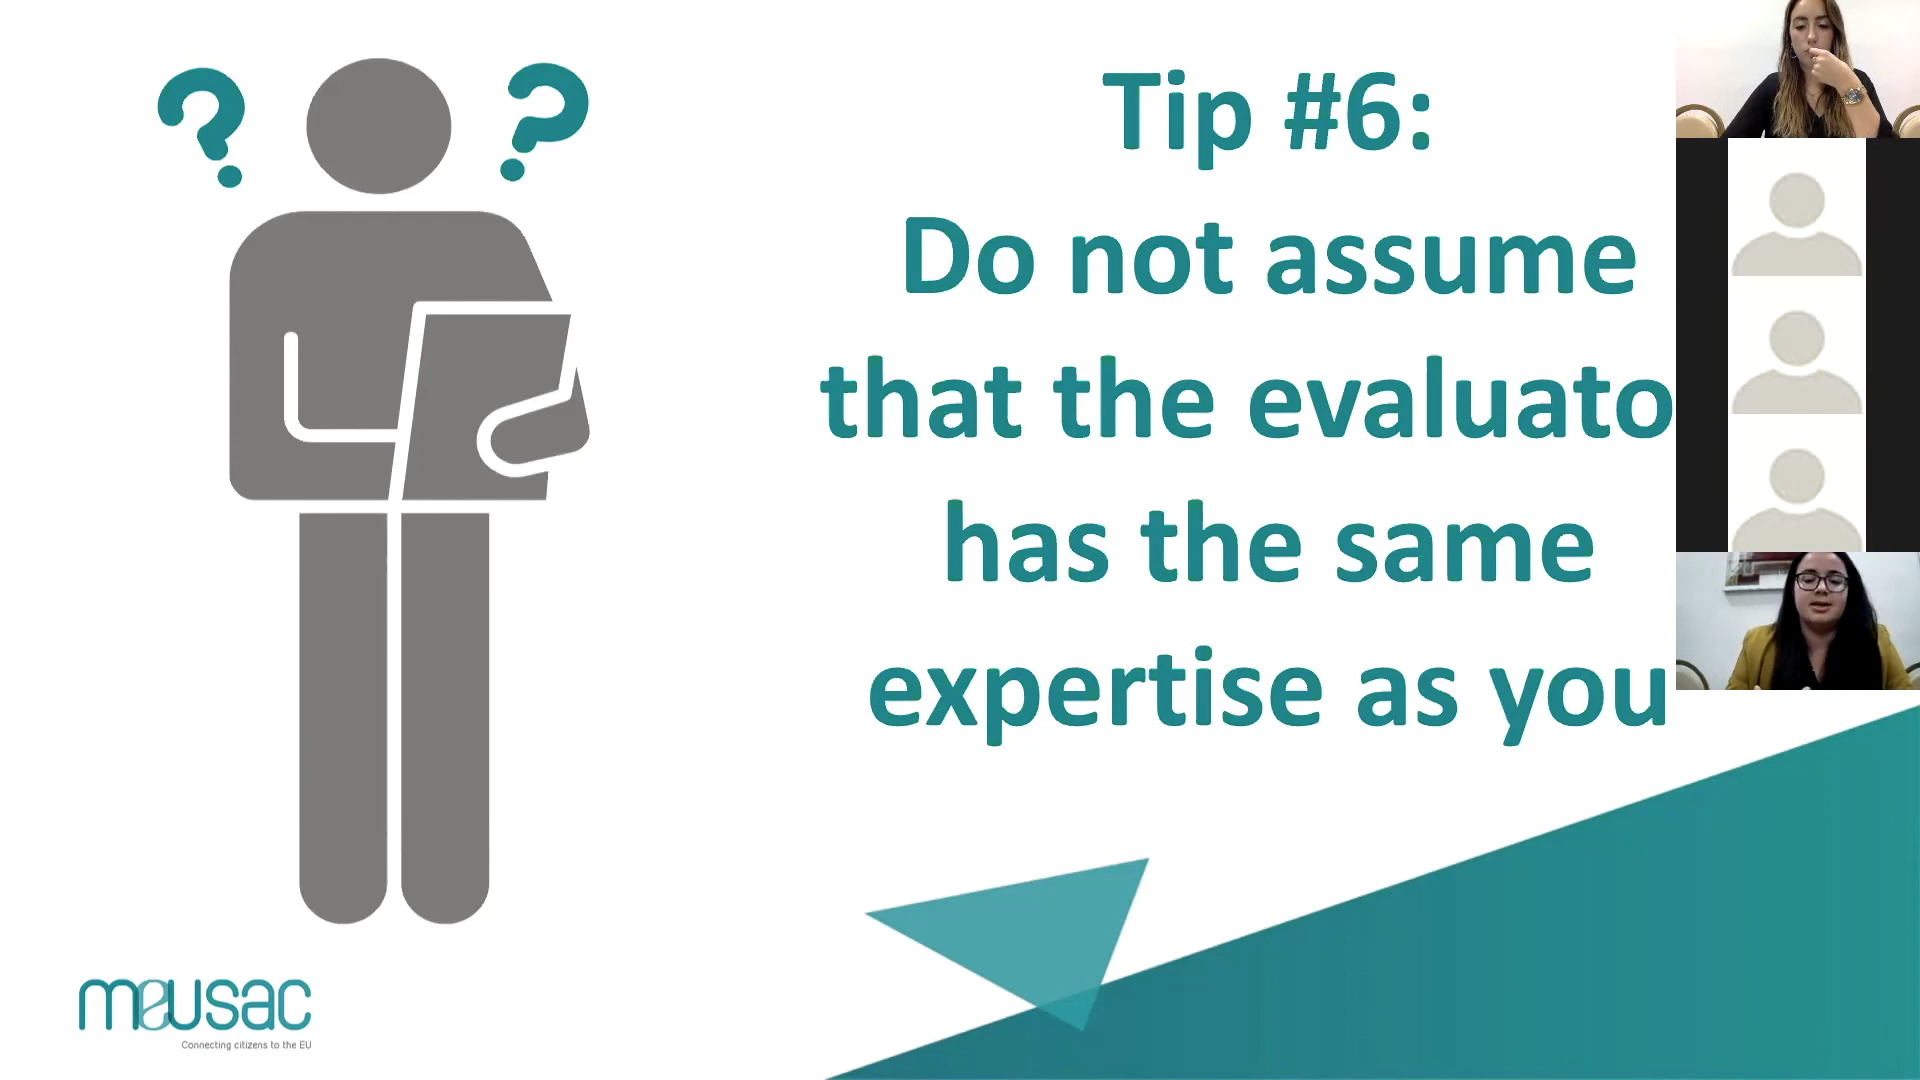 Tip #6:
Do not assume
that the evaluato
has the same
expertise as you
meusac
Connecting citizens to the EU